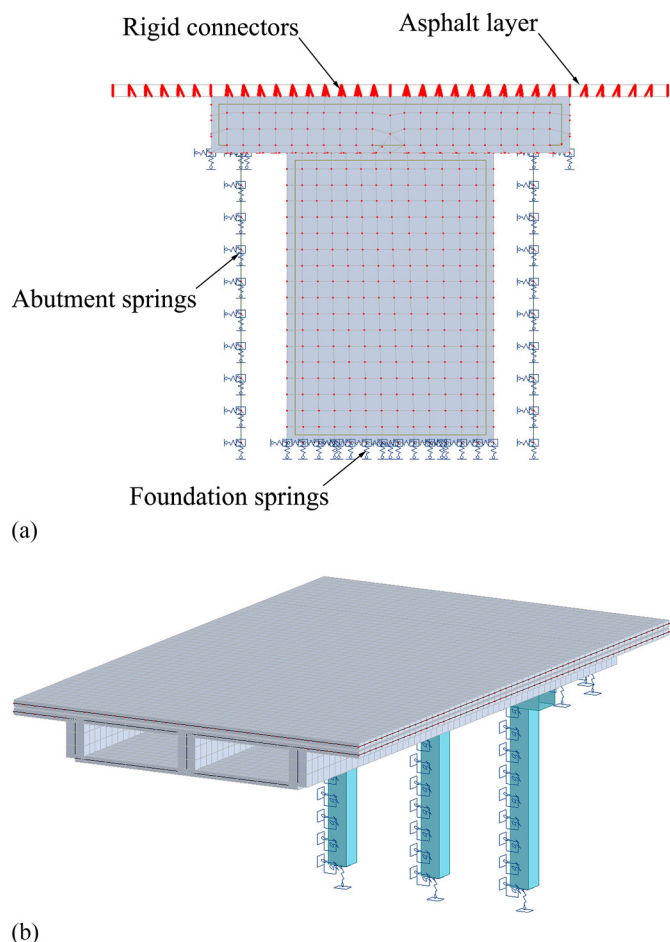 Rigid connectors
Asphalt layer
Abutment springs
Foundation springs
(a)
(b)